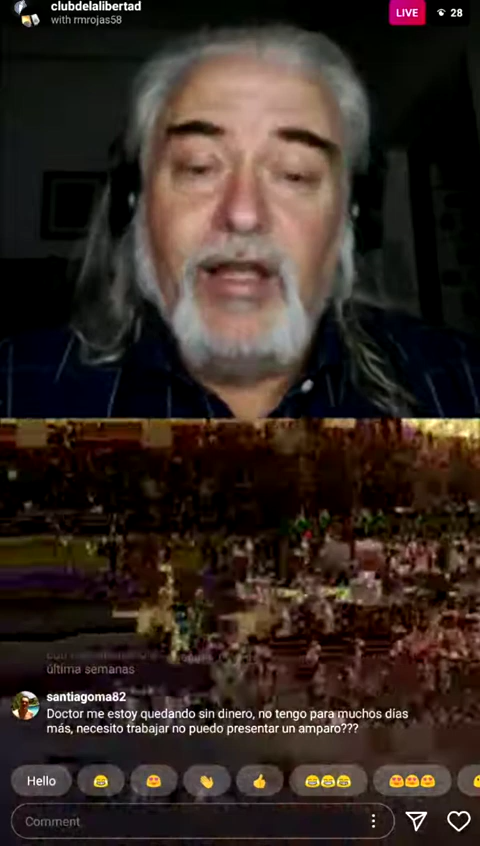 clubdelalibertad
with rmrojas58
LIVE
28
última semanas
santiagoma82
Doctor me estoy quedando sin dinero, no tengo para muchos días
más, necesito trabajar no puedo presentar un amparo???
Hello
Comment